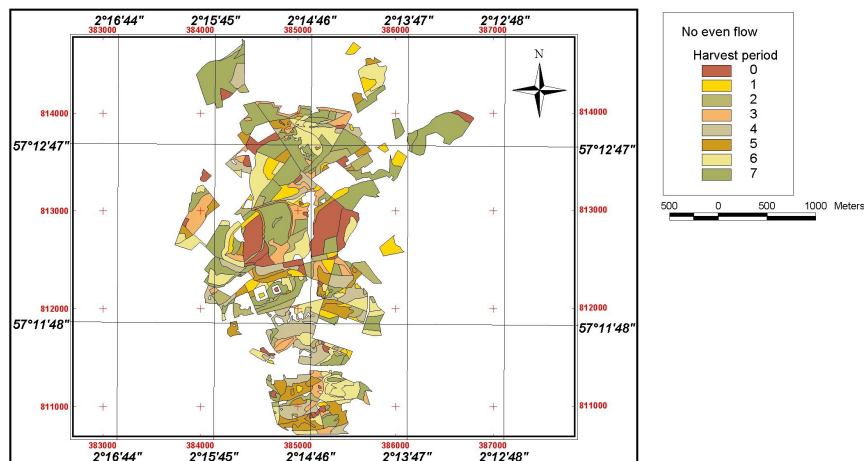 2°16'44" 2°15'45" 2°14'46" 2°13'47" 2°12'48"
383000 384000 385000 386000 387000
N
814000 814000
57°12'47" 57°12'47"
813000 813000
812000 812000
57°11'48" 57°11'48"
811000 811000
383000 384000 385000 386000 387000
2°16'44" 2°15'45" 2°14'46" 2°13'47" 2°12'48"
No even flow
Harvest period
0
1
2
3
4
5
6
7
500 0 500 1000 Meters